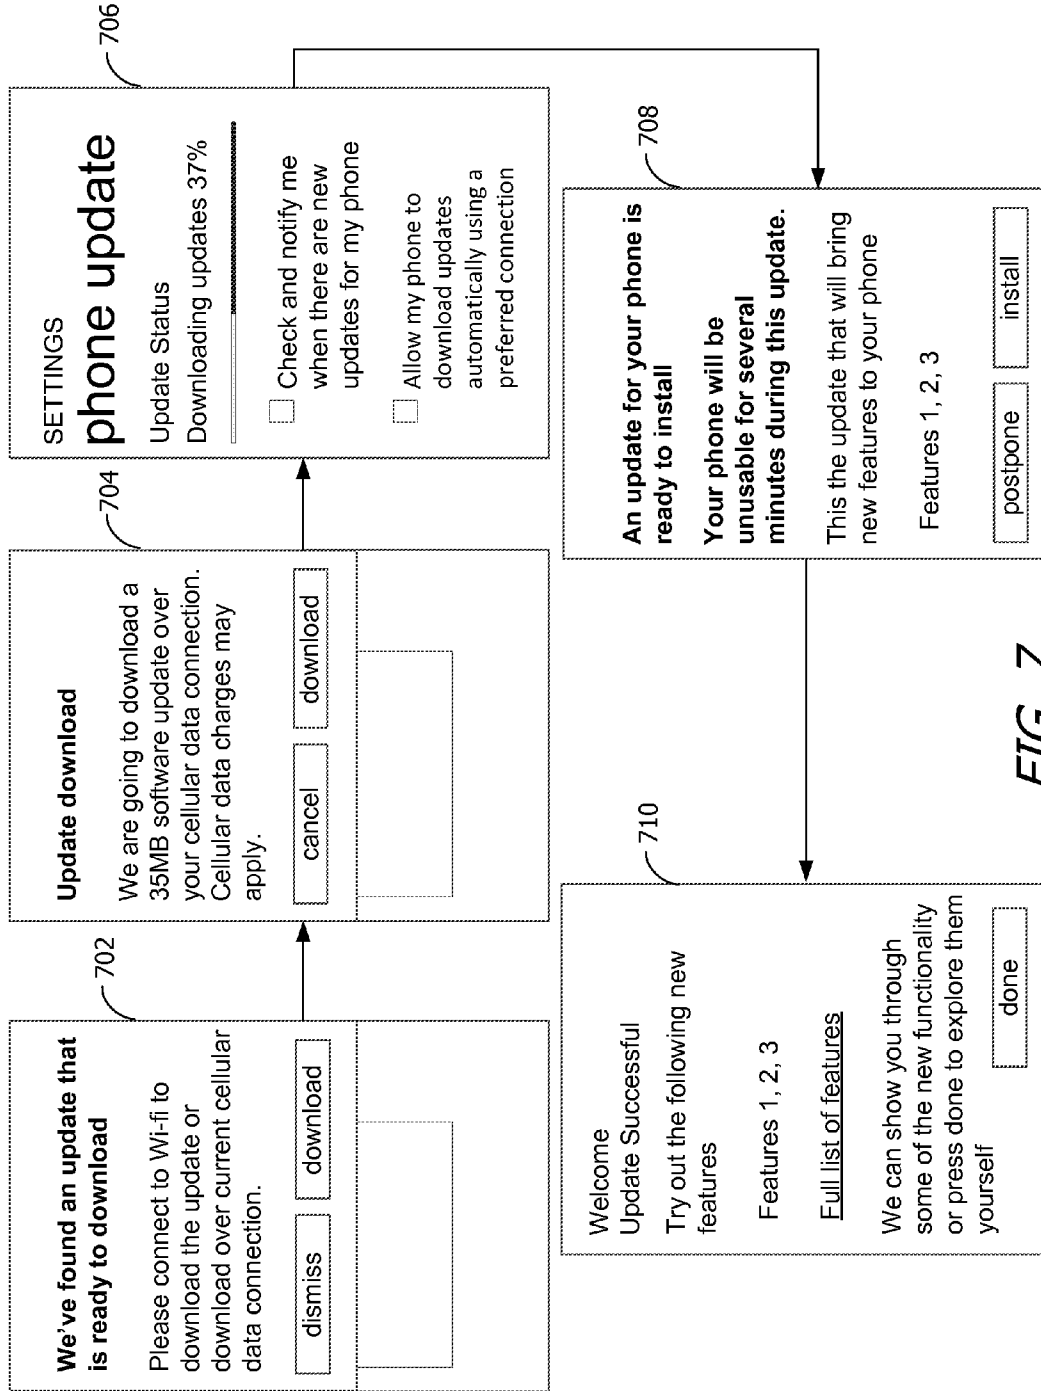 702
We've found an update that
is ready to download
Please connect to Wi-fi to
download the update or
download over current cellular
data connection.
dismiss
download
704
Update download
We are going to download a
35MB software update over
your cellular data connection.
Cellular data charges may
apply.
cancel
download
706
SETTINGS
phone update
Update Status
Downloading updates 37%
Check and notify me
when there are new
updates for my phone
Allow my phone to
download updates
automatically using a
preferred connection
708
An update for your phone is
ready to install
Your phone will be
unusable for several
minutes during this update.
This the update that will bring
new features to your phone
Features 1, 2, 3
postpone
install
710
Welcome
Update Successful
Try out the following new
features
Features 1, 2, 3
Full list of features
We can show you through
some of the new functionality
or press done to explore them
yourself
done
FIG. 7